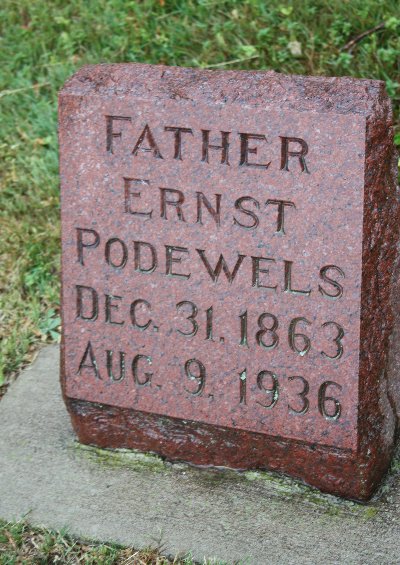 FATHER
ERNST
PODEWELS
DEC. 31. 1863
AUG. 9. 1936